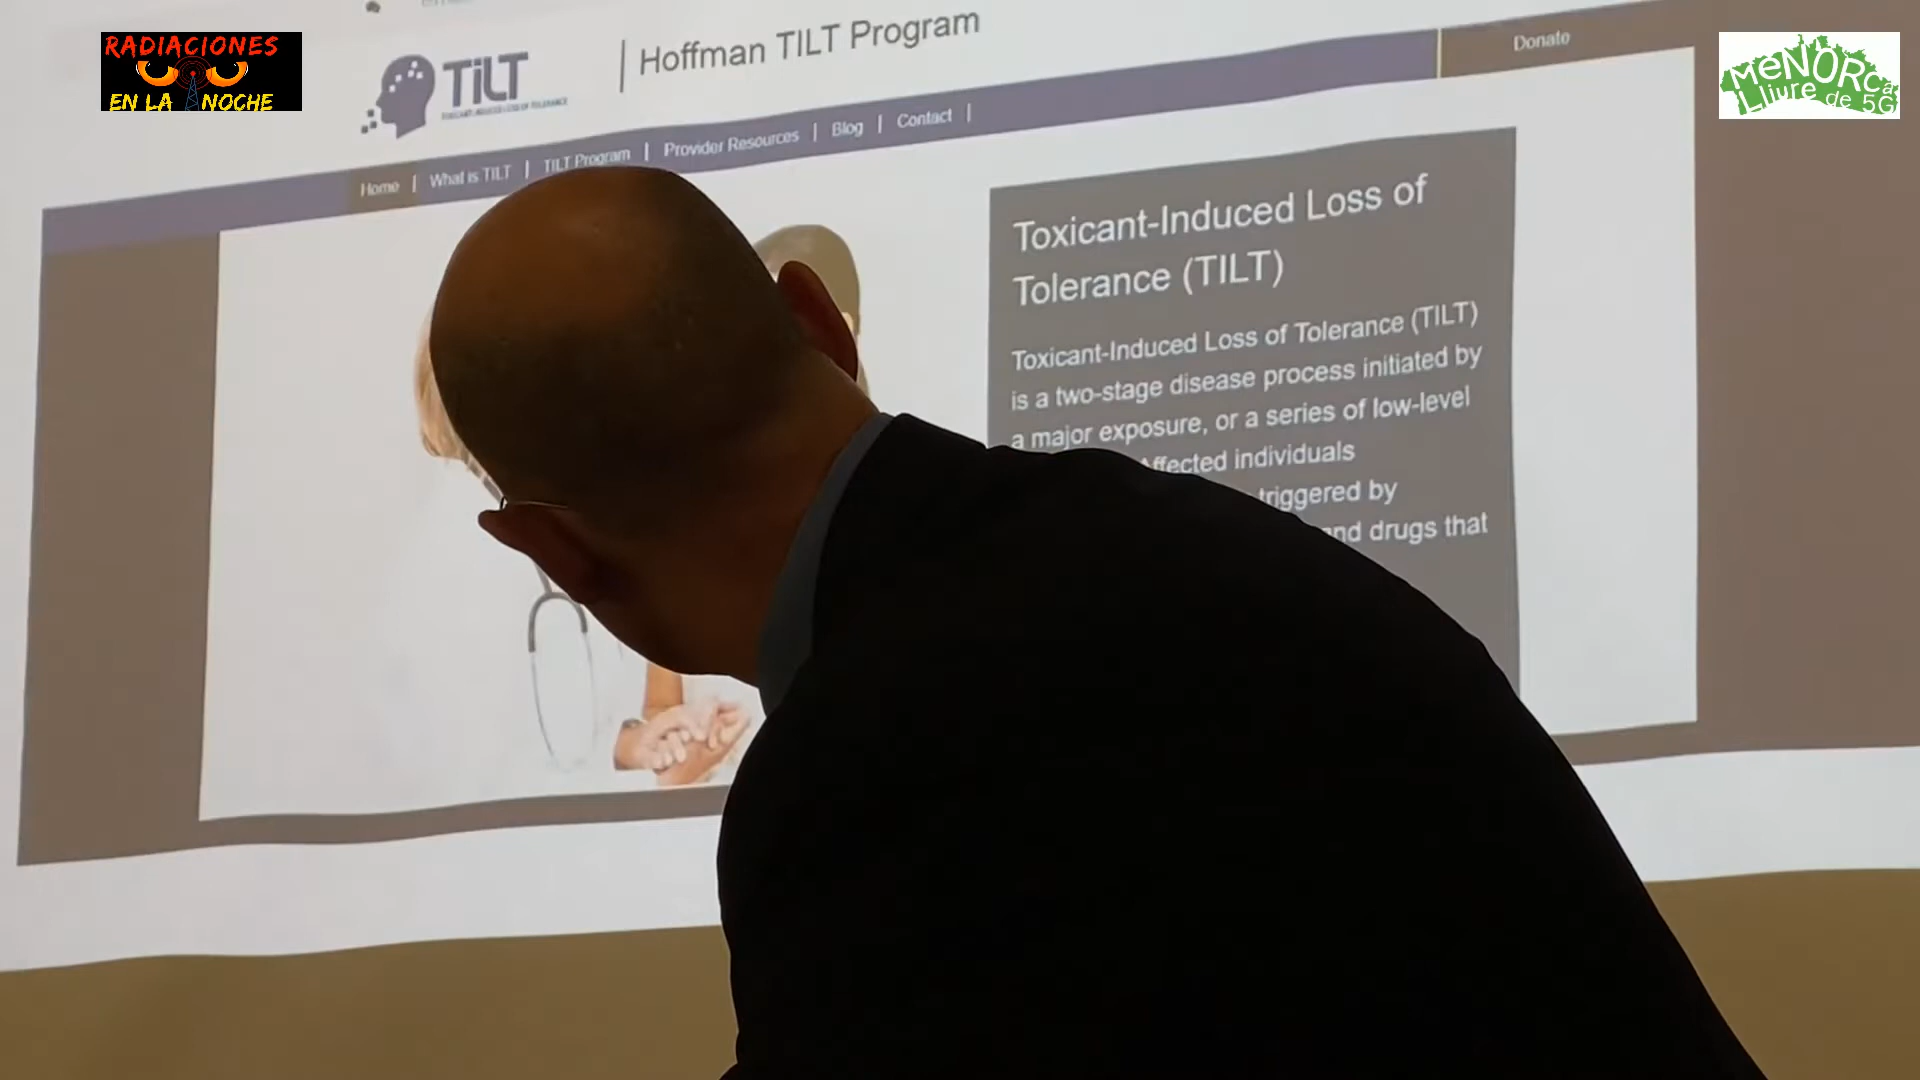 RADIACIONES
EN LA NOCHE
MENORCA
LLiure de 5G
TiLT
Hoffman TILT Program
Donate
Home | What is TILT | TILT Program | Provider Resources | Blog | Contact |
Toxicant-Induced Loss of
Tolerance (TILT)
Toxicant-Induced Loss of Tolerance (TILT)
is a two-stage disease process initiated by
a major exposure, or a series of low-level
individuals
triggered by
drugs that